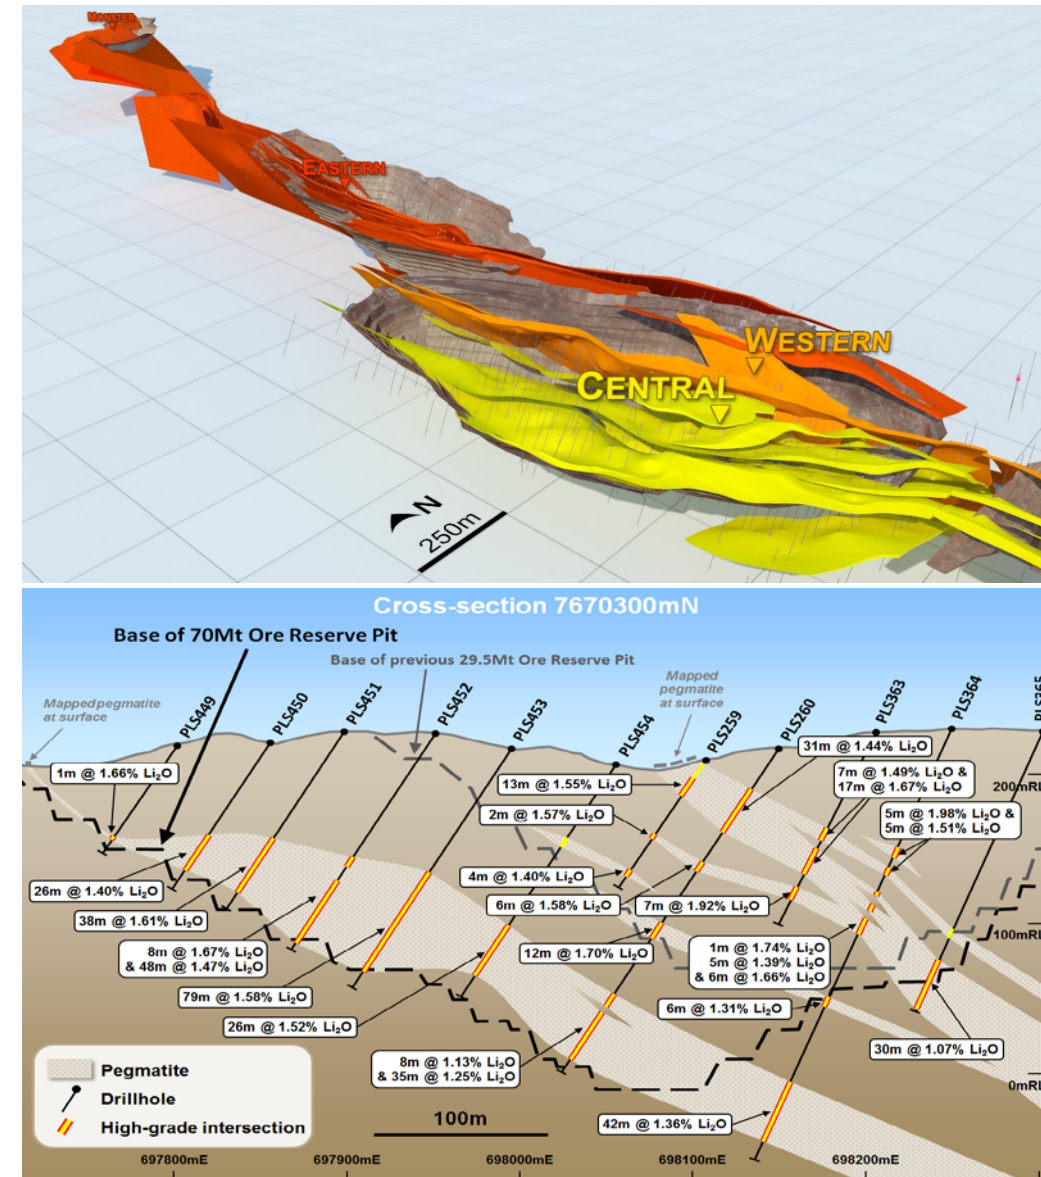 MONSTER
EASTERN
WESTERN
CENTRAL
N
250m
Cross-section 7670300mN
Base of 70Mt Ore Reserve Pit
Base of previous 29.5Mt Ore Reserve Pit
Mapped pegmatite
at surface
Mapped
pegmatite
at surface
PLS449
PLS450
PLS451
PLS452
PLS453
PLS454
PLS259
PLS260
PLS363
PLS364
PLS365
1m @ 1.66% Li₂O
31m @ 1.44% Li₂O
13m @ 1.55% Li₂O
7m @ 1.49% Li₂O &
17m @ 1.67% Li₂O
200mRL
2m @ 1.57% Li₂O
5m @ 1.98% Li₂O &
5m @ 1.51% Li₂O
4m @ 1.40% Li₂O
26m @ 1.40% Li₂O
6m @ 1.58% Li₂O
7m @ 1.92% Li₂O
38m @ 1.61% Li₂O
100mRL
8m @ 1.67% Li₂O
& 48m @ 1.47% Li₂O
12m @ 1.70% Li₂O
1m @ 1.74% Li₂O
5m @ 1.39% Li₂O
& 6m @ 1.66% Li₂O
79m @ 1.58% Li₂O
6m @ 1.31% Li₂O
26m @ 1.52% Li₂O
30m @ 1.07% Li₂O
8m @ 1.13% Li₂O
& 35m @ 1.25% Li₂O
0mRL
42m @ 1.36% Li₂O
Pegmatite
Drillhole
High-grade intersection
100m
697800mE
697900mE
698000mE
698100mE
698200mE